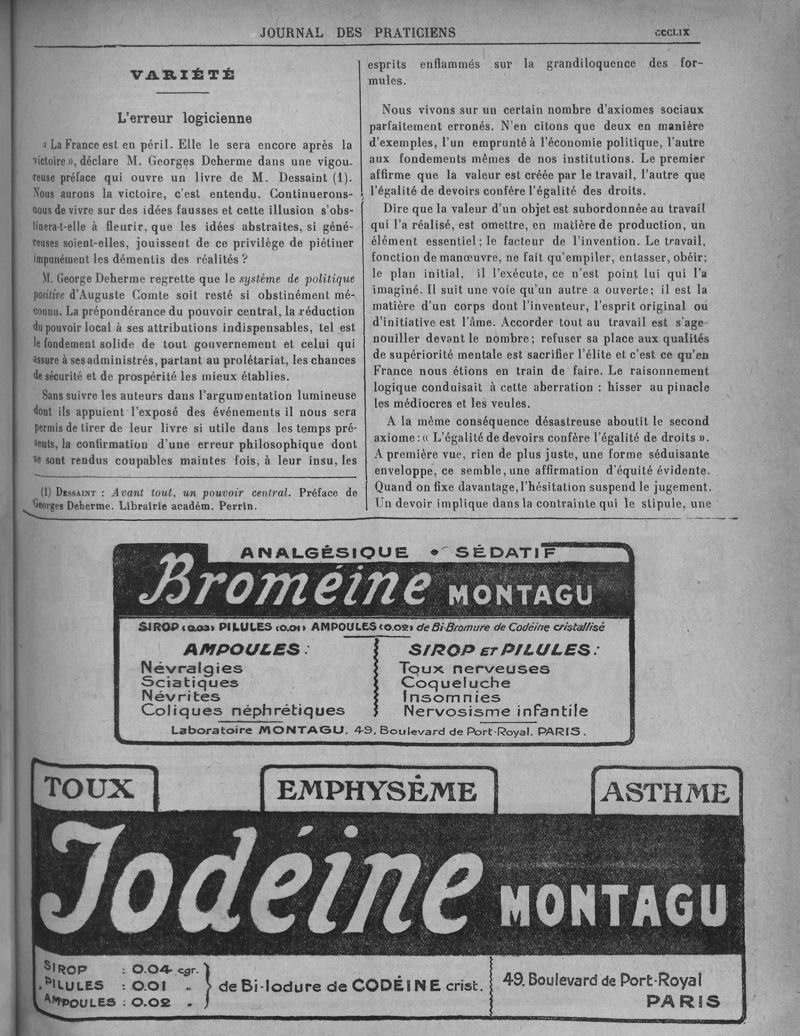 JOURNAL DES PRATICIENS CCCLIX
VARIÉTÉ
L'erreur logicienne
« La France est en péril. Elle le sera encore après la
victoire », déclare M. Georges Deherme dans une vigou-
reuse préface qui ouvre un livre de M. Dessaint (1).
Nous aurons la victoire, c'est entendu. Continuerons-
nous de vivre sur des idées fausses et cette illusion s'obs-
tinera-t-elle à fleurir, que les idées abstraites, si géné-
reuses soient-elles, jouissent de ce privilège de piétiner
impunément les démentis des réalités ?
M. George Deherme regrette que le système de politique
positive d'Auguste Comte soit resté si obstinément mé-
connu. La prépondérance du pouvoir central, la réduction
du pouvoir local à ses attributions indispensables, tel est
le fondement solide de tout gouvernement et celui qui
assure à ses administrés, partant au prolétariat, les chances
de sécurité et de prospérité les mieux établies.
Sans suivre les auteurs dans l'argumentation lumineuse
dont ils appuient l'exposé des événements il nous sera
permis de tirer de leur livre si utile dans les temps pré-
sents, la confirmation d'une erreur philosophique dont
se sont rendus coupables maintes fois, à leur insu, les
(1) DESSAINT : Avant tout, un pouvoir central. Préface de
Georges Deherme. Librairie académ. Perrin.
esprits enflammés sur la grandiloquence des for-
mules.
Nous vivons sur un certain nombre d'axiomes sociaux
parfaitement erronés. N'en citons que deux en manière
d'exemples, l'un emprunté à l'économie politique, l'autre
aux fondements mêmes de nos institutions. Le premier
affirme que la valeur est créée par le travail, l'autre que
l'égalité de devoirs confère l'égalité des droits.
Dire que la valeur d'un objet est subordonnée au travail
qui l'a réalisé, est omettre, en matière de production, un
élément essentiel ; le facteur de l'invention. Le travail,
fonction de manœuvre, ne fait qu'empiler, entasser, obéir;
le plan initial, il l'exécute, ce n'est point lui qui l'a
imaginé. Il suit une voie qu'un autre a ouverte; il est la
matière d'un corps dont l'inventeur, l'esprit original ou
d'initiative est l'âme. Accorder tout au travail est s'age-
nouiller devant le nombre ; refuser sa place aux qualités
de supériorité mentale est sacrifier l'élite et c'est ce qu'en
France nous étions en train de faire. Le raisonnement
logique conduisait à cette aberration : hisser au pinacle
les médiocres et les veules.
A la même conséquence désastreuse aboutit le second
axiome : « L'égalité de devoirs confère l'égalité de droits ».
A première vue, rien de plus juste, une forme séduisante
enveloppe, ce semble, une affirmation d'équité évidente.
Quand on fixe davantage, l'hésitation suspend le jugement.
Un devoir implique dans la contrainte qui le stipule, une
ANALGÉSIQUE • SÉDATIF
Broméine MONTAGU
SIROP (0.03) PILULES (0.01) AMPOULES (0.02) de Bi-Bromure de Codéine cristallisé
AMPOULES :
Névralgies
Sciatiques
Névrites
Coliques néphrétiques
SIROP ET PILULES :
Toux nerveuses
Coqueluche
Insomnies
Nervosisme infantile
Laboratoire MONTAGU. 49. Boulevard de Port-Royal. PARIS.
TOUX EMPHYSÈME ASTHME
Iodéine MONTAGU
SIROP : 0.04 cgr.
PILULES : 0.01 „
AMPOULES : 0.02 „
de Bi-Iodure de CODÉINE crist.
49. Boulevard de Port-Royal
PARIS